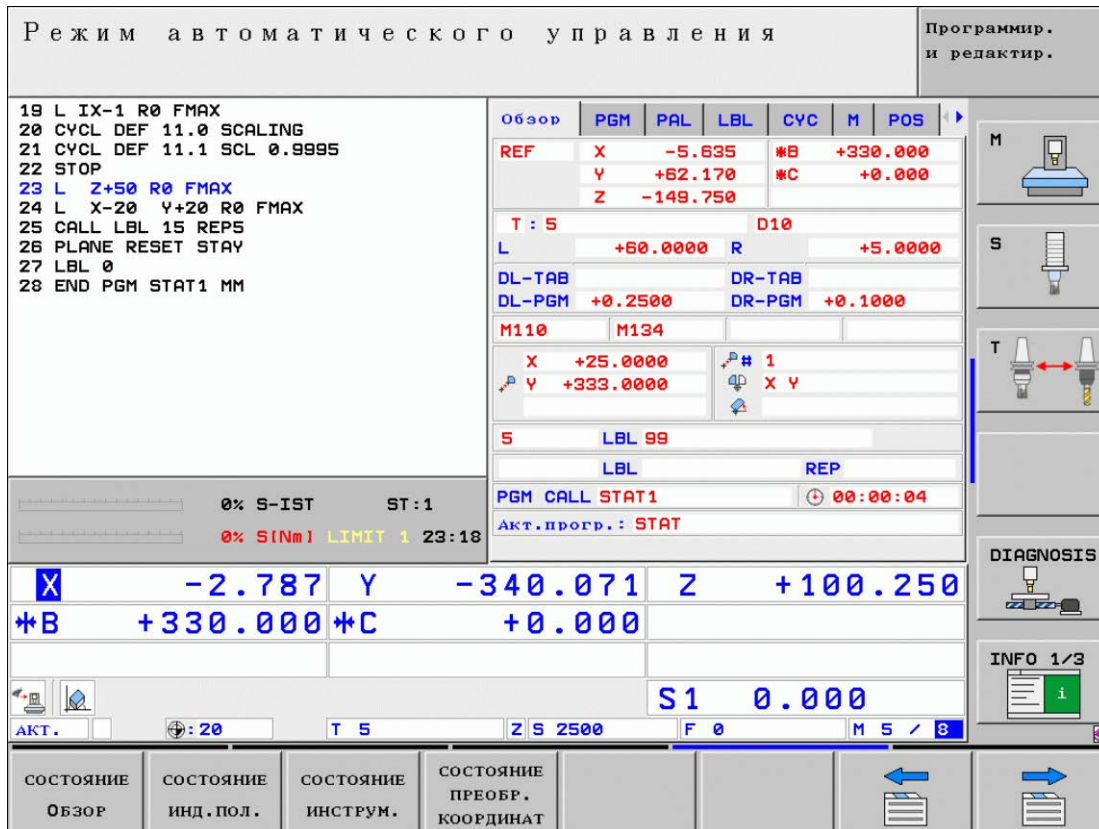 Режим автоматического управления
Программир.
и редактир.
19 L IX-1 R0 FMAX
20 CYCL DEF 11.0 SCALING
21 CYCL DEF 11.1 SCL 0.9995
22 STOP
23 L Z+50 R0 FMAX
24 L X-20 Y+20 R0 FMAX
25 CALL LBL 15 REP5
26 PLANE RESET STAY
27 LBL 0
28 END PGM STAT1 MM
0% S-IST ST:1
0% S[Nm] LIMIT 1 23:18
Обзор PGM PAL LBL CYC M POS
REF X -5.635 *B +330.000
Y +62.170 *C +0.000
Z -149.750
T : 5 D10
L +60.0000 R +5.0000
DL-TAB DR-TAB
DL-PGM +0.2500 DR-PGM +0.1000
M110 M134
X +25.0000 # 1
Y +333.0000 X Y
5 LBL 99
LBL REP
PGM CALL STAT1 00:00:04
Акт.прогр.: STAT
X -2.787 Y -340.071 Z +100.250
*B +330.000 *C +0.000
S1 0.000
АКТ. : 20 T 5 Z S 2500 F 0 M 5 / 8
M
S
T
DIAGNOSIS
INFO 1/3
i
СОСТОЯНИЕ
ОБЗОР
СОСТОЯНИЕ
ИНД.ПОЛ.
СОСТОЯНИЕ
ИНСТРУМ.
СОСТОЯНИЕ
ПРЕОБР.
КООРДИНАТ